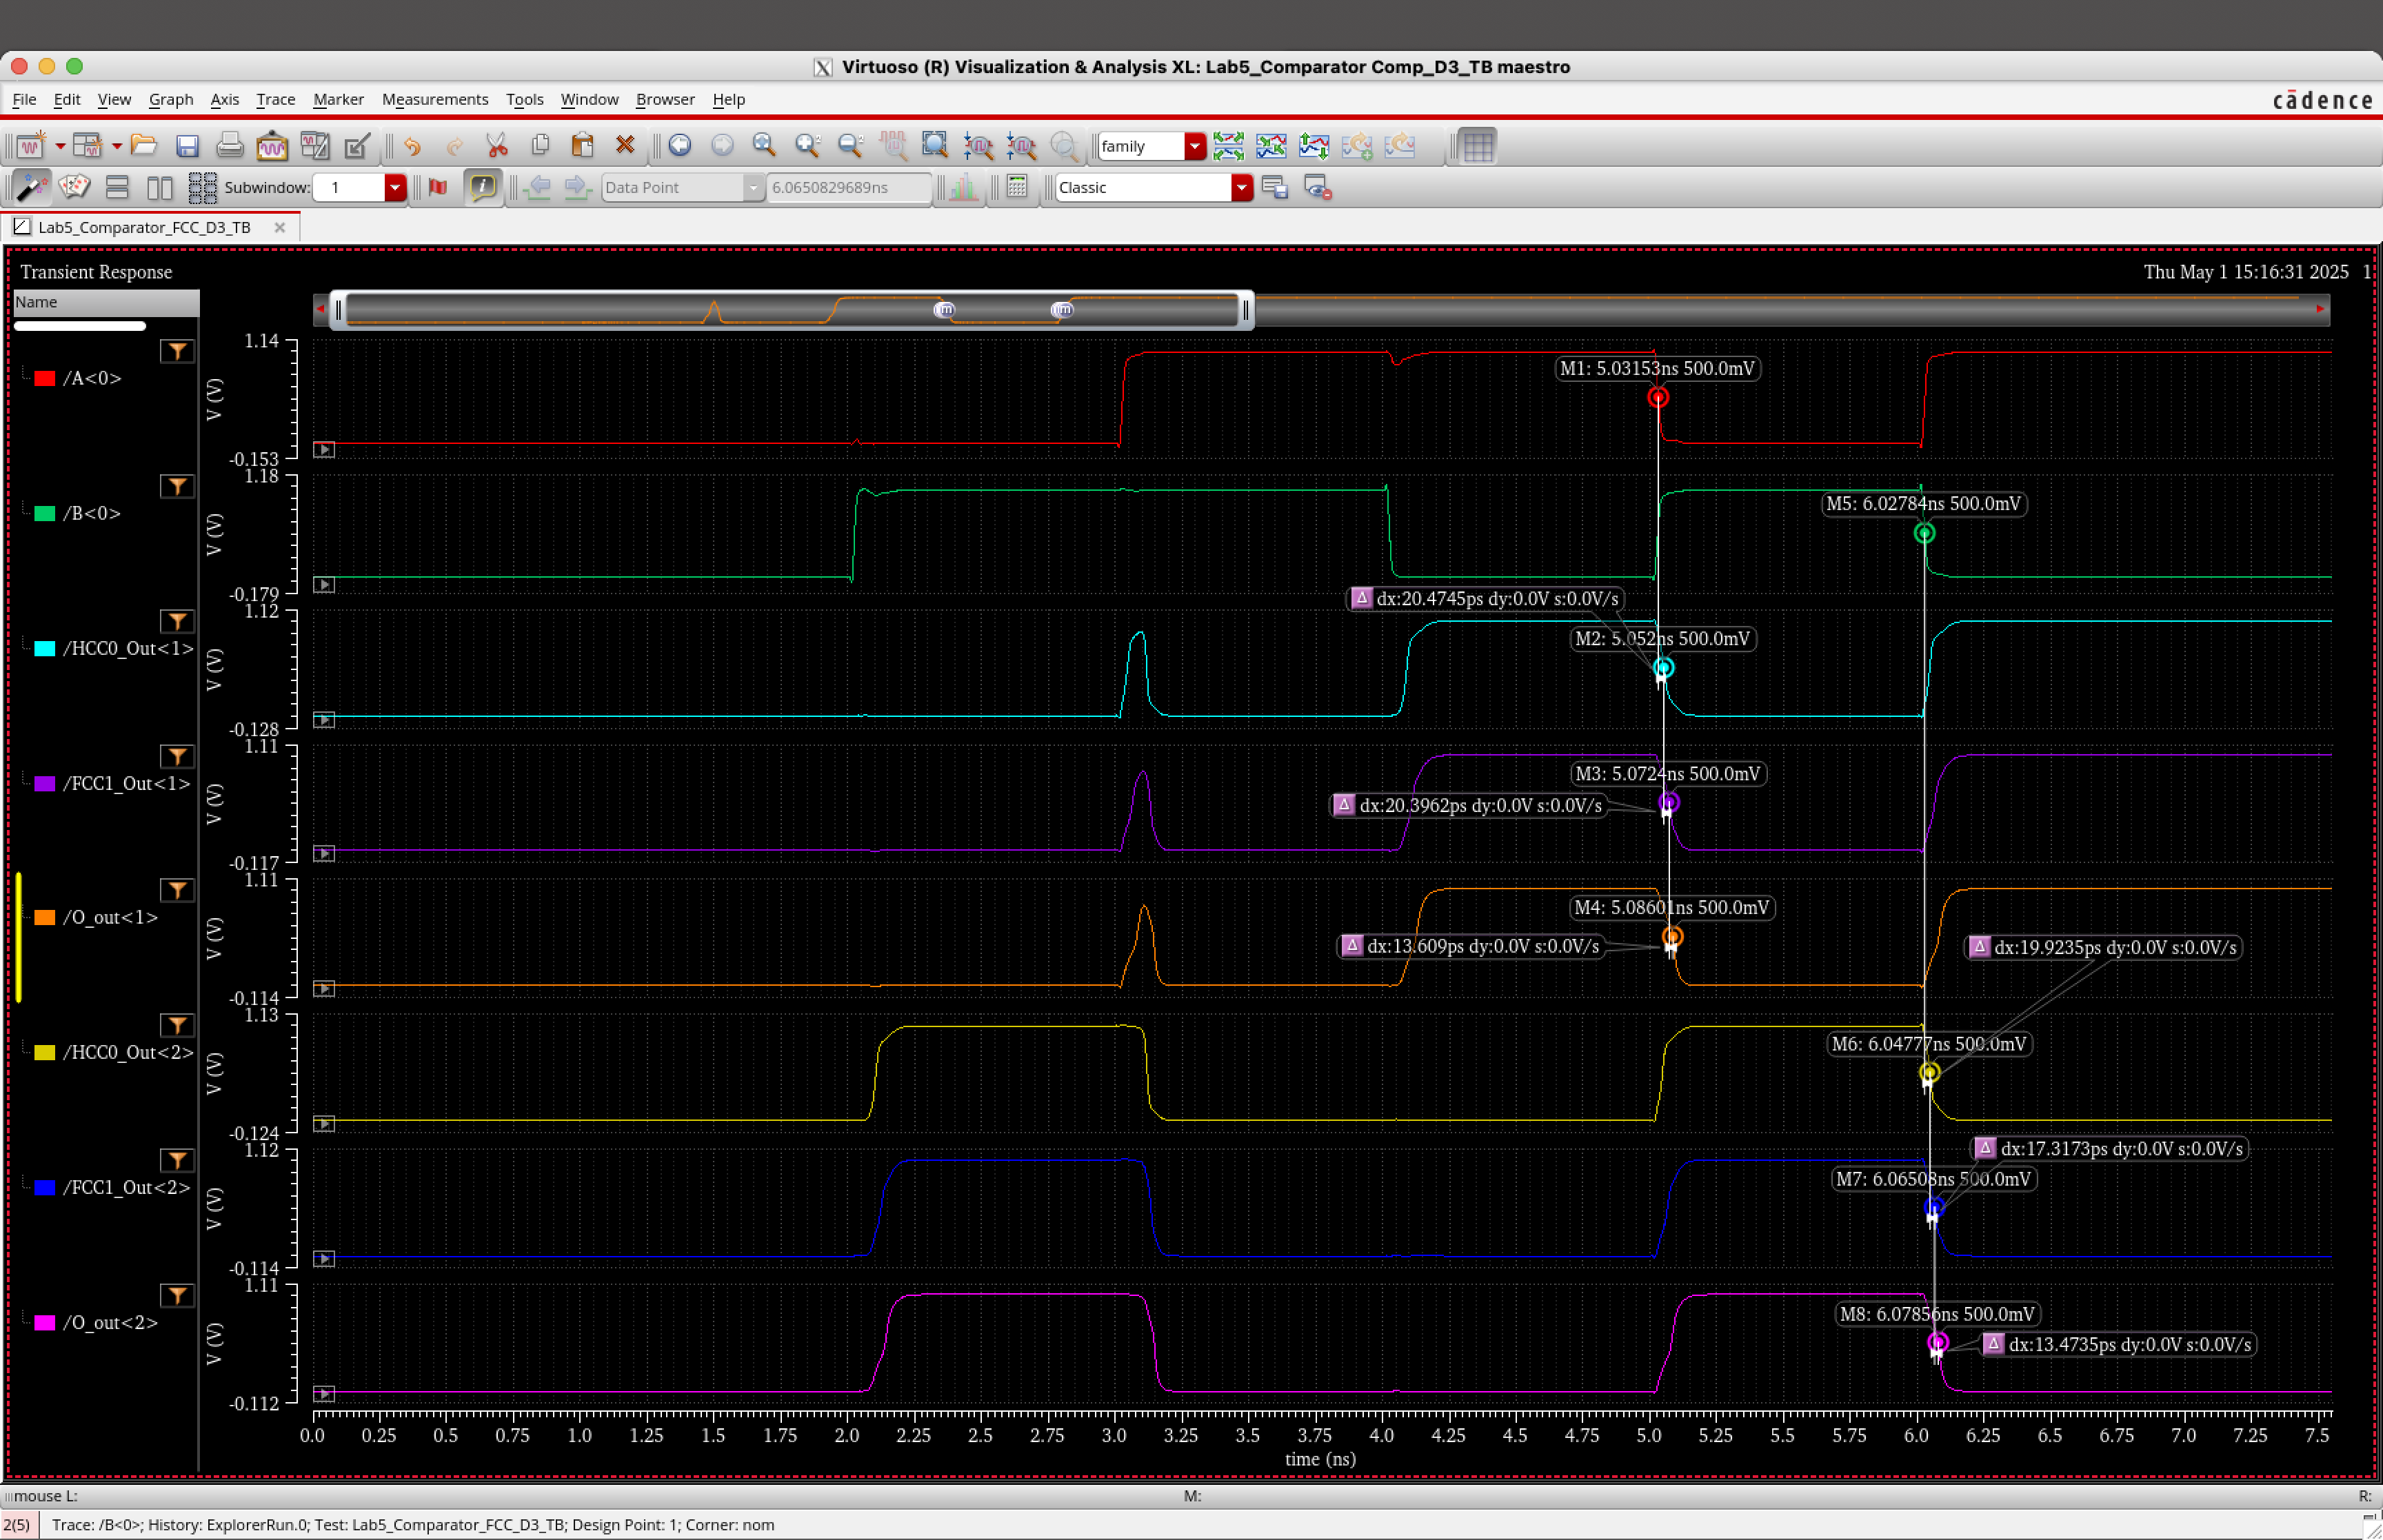 Virtuoso (R) Visualization & Analysis XL: Lab5_Comparator Comp_D3_TB maestro
File Edit View Graph Axis Trace Marker Measurements Tools Window Browser Help
cādence
family
Subwindow: 1 Data Point 6.0650829689ns Classic
Lab5_Comparator_FCC_D3_TB
Transient Response Thu May 1 15:16:31 2025 1
Name
m m
1.14
M1: 5.03153ns 500.0mV
/A<0>
V (V)
-0.153
1.18
M5: 6.02784ns 500.0mV
/B<0>
V (V)
-0.179
Δ dx:20.4745ps dy:0.0V s:0.0V/s
1.12
M2: 5.052ns 500.0mV
/HCC0_Out<1>
V (V)
-0.128
1.11
M3: 5.0724ns 500.0mV
/FCC1_Out<1>
V (V)
Δ dx:20.3962ps dy:0.0V s:0.0V/s
-0.117
1.11
M4: 5.08601ns 500.0mV
/O_out<1>
V (V)
Δ dx:13.609ps dy:0.0V s:0.0V/s
Δ dx:19.9235ps dy:0.0V s:0.0V/s
-0.114
1.13
M6: 6.04777ns 500.0mV
/HCC0_Out<2>
V (V)
-0.124
1.12
Δ dx:17.3173ps dy:0.0V s:0.0V/s
M7: 6.06508ns 500.0mV
/FCC1_Out<2>
V (V)
-0.114
1.11
M8: 6.07856ns 500.0mV
/O_out<2>
V (V)
Δ dx:13.4735ps dy:0.0V s:0.0V/s
-0.112
0.0 0.25 0.5 0.75 1.0 1.25 1.5 1.75 2.0 2.25 2.5 2.75 3.0 3.25 3.5 3.75 4.0 4.25 4.5 4.75 5.0 5.25 5.5 5.75 6.0 6.25 6.5 6.75 7.0 7.25 7.5
time (ns)
mouse L: M: R:
2(5) Trace: /B<0>; History: ExplorerRun.0; Test: Lab5_Comparator_FCC_D3_TB; Design Point: 1; Corner: nom